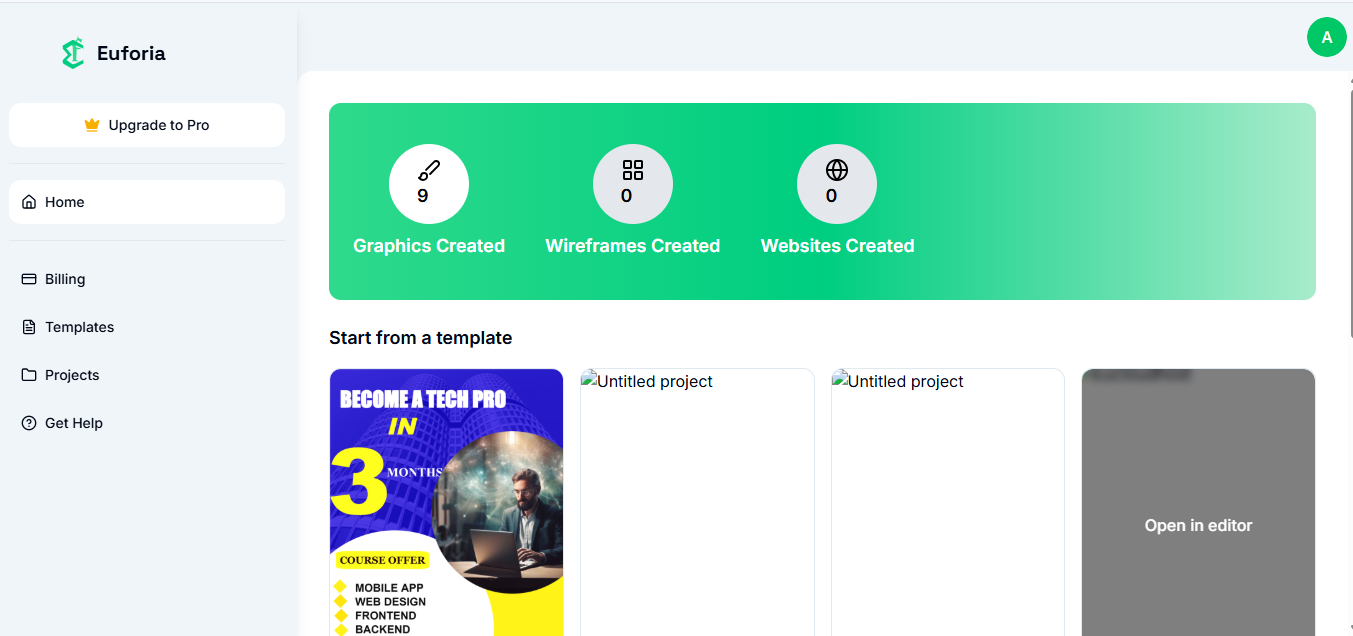 Euforia
A
Upgrade to Pro
Home
Billing
Templates
Projects
Get Help
9
0
0
Graphics Created
Wireframes Created
Websites Created
Start from a template
BECOME A TECH PRO
IN
3
MONTHS
COURSE OFFER
MOBILE APP
WEB DESIGN
FRONTEND
BACKEND
Untitled project
Untitled project
Open in editor